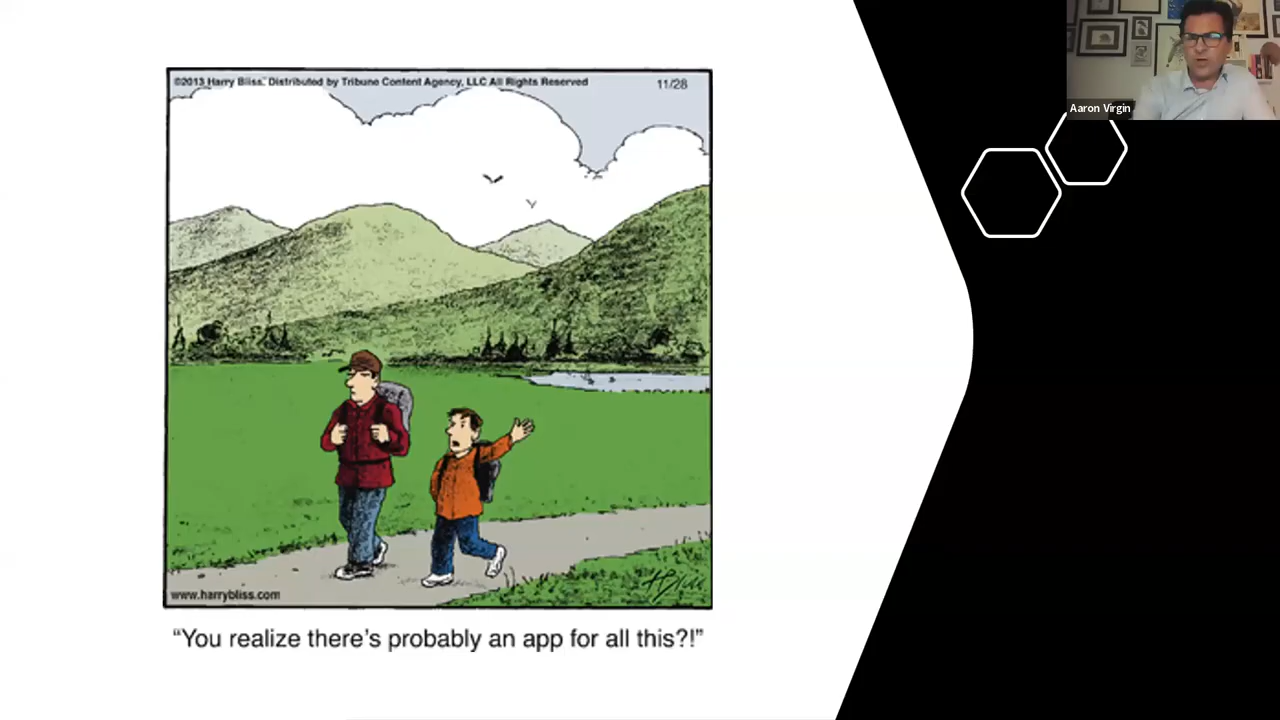 ©2013 Harry Bliss. Distributed by Tribune Content Agency, LLC All Rights Reserved 11/28
Aaron Virgin
HBliss
www.harrybliss.com
“You realize there’s probably an app for all this?!”